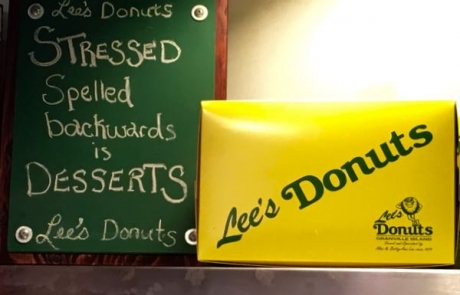 Lee's Donuts
STRESSED
Spelled
backwards
is
DESSERTS
Lee's Donuts
Lee's Donuts
Lee's
Donuts
GRANVILLE ISLAND